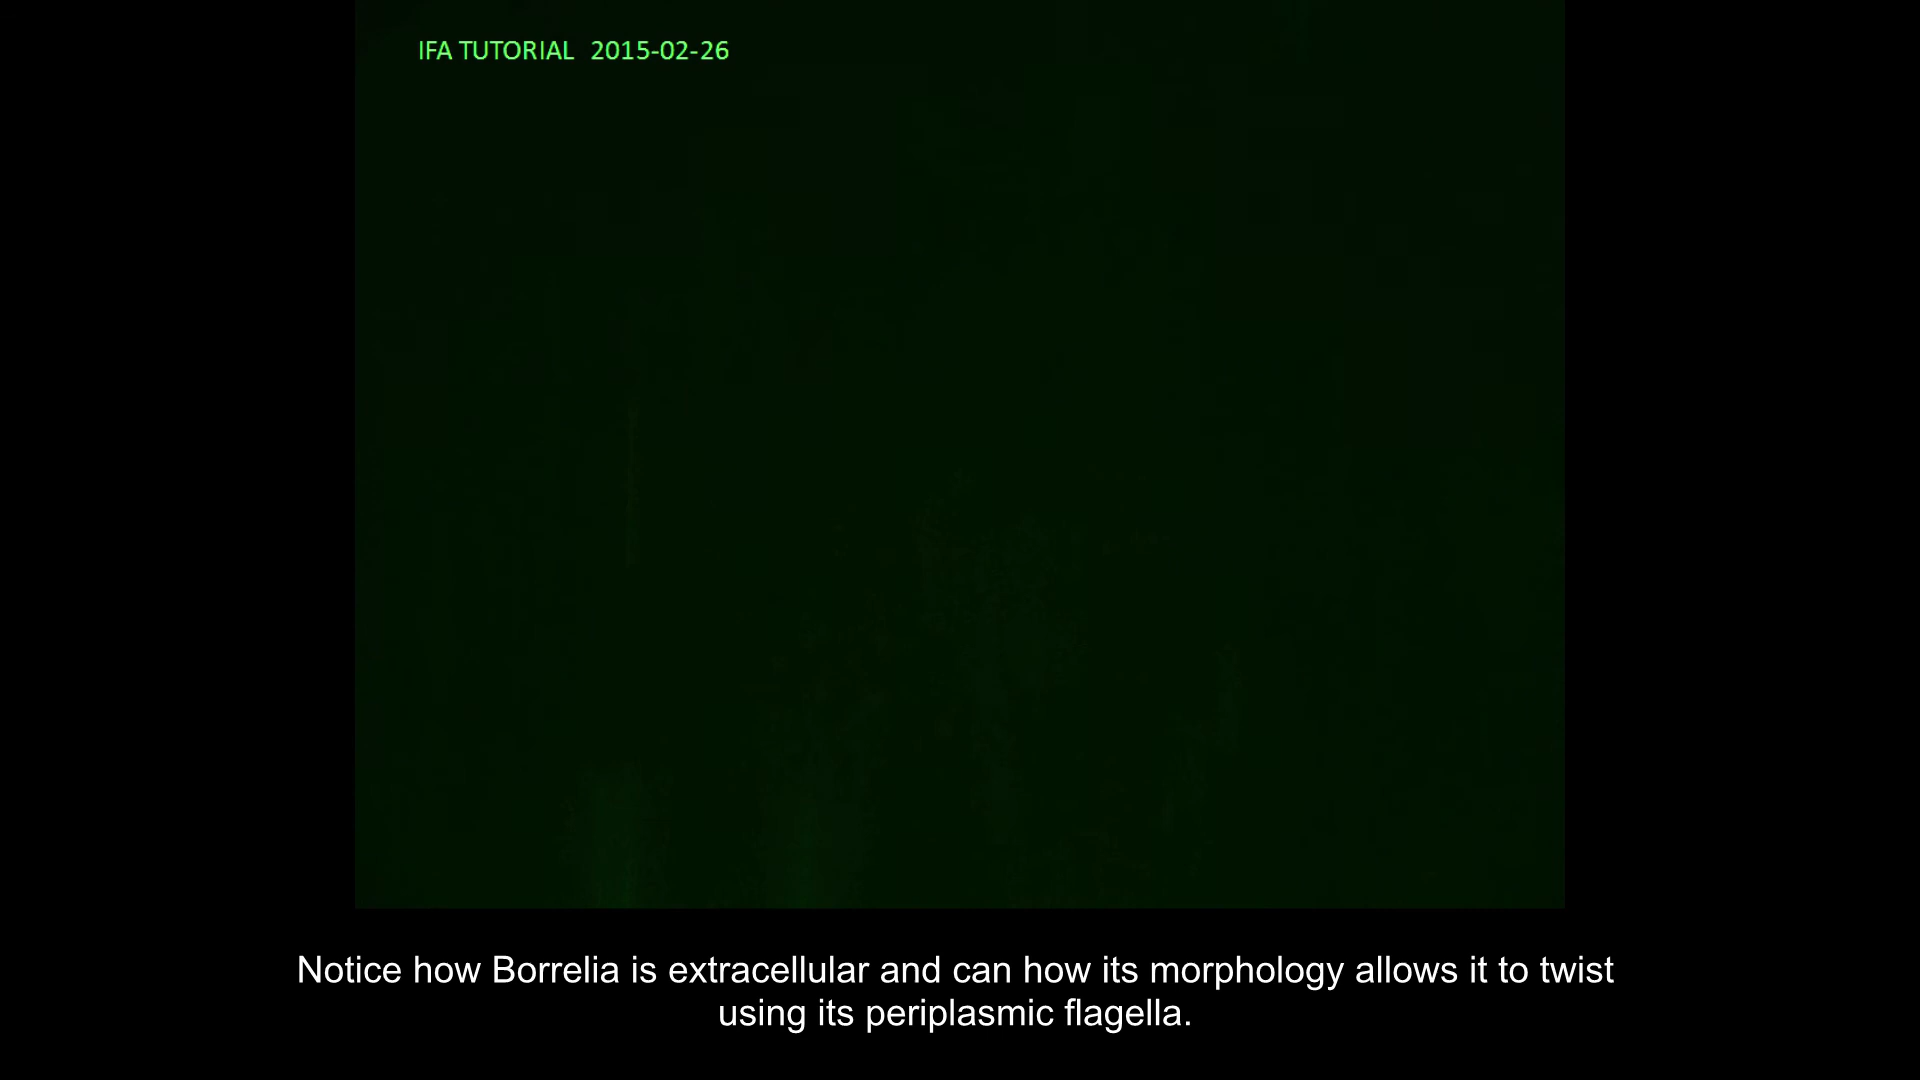 IFA TUTORIAL 2015-02-26
Notice how Borrelia is extracellular and can how its morphology allows it to twist
using its periplasmic flagella.